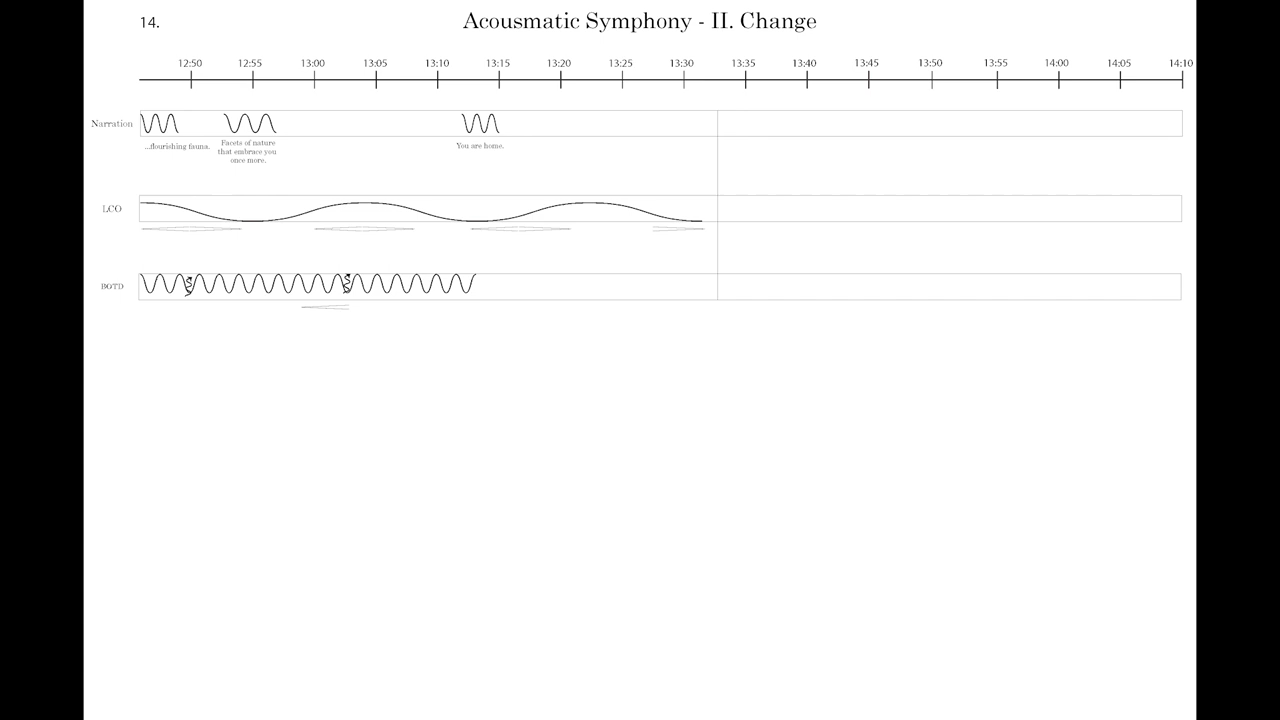 14.
Acousmatic Symphony - II. Change
12:50 12:55 13:00 13:05 13:10 13:15 13:20 13:25 13:30 13:35 13:40 13:45 13:50 13:55 14:00 14:05 14:10
Narration
...flourishing fauna.
Facets of nature
that embrace you
once more.
You are home.
LCO
BOTD